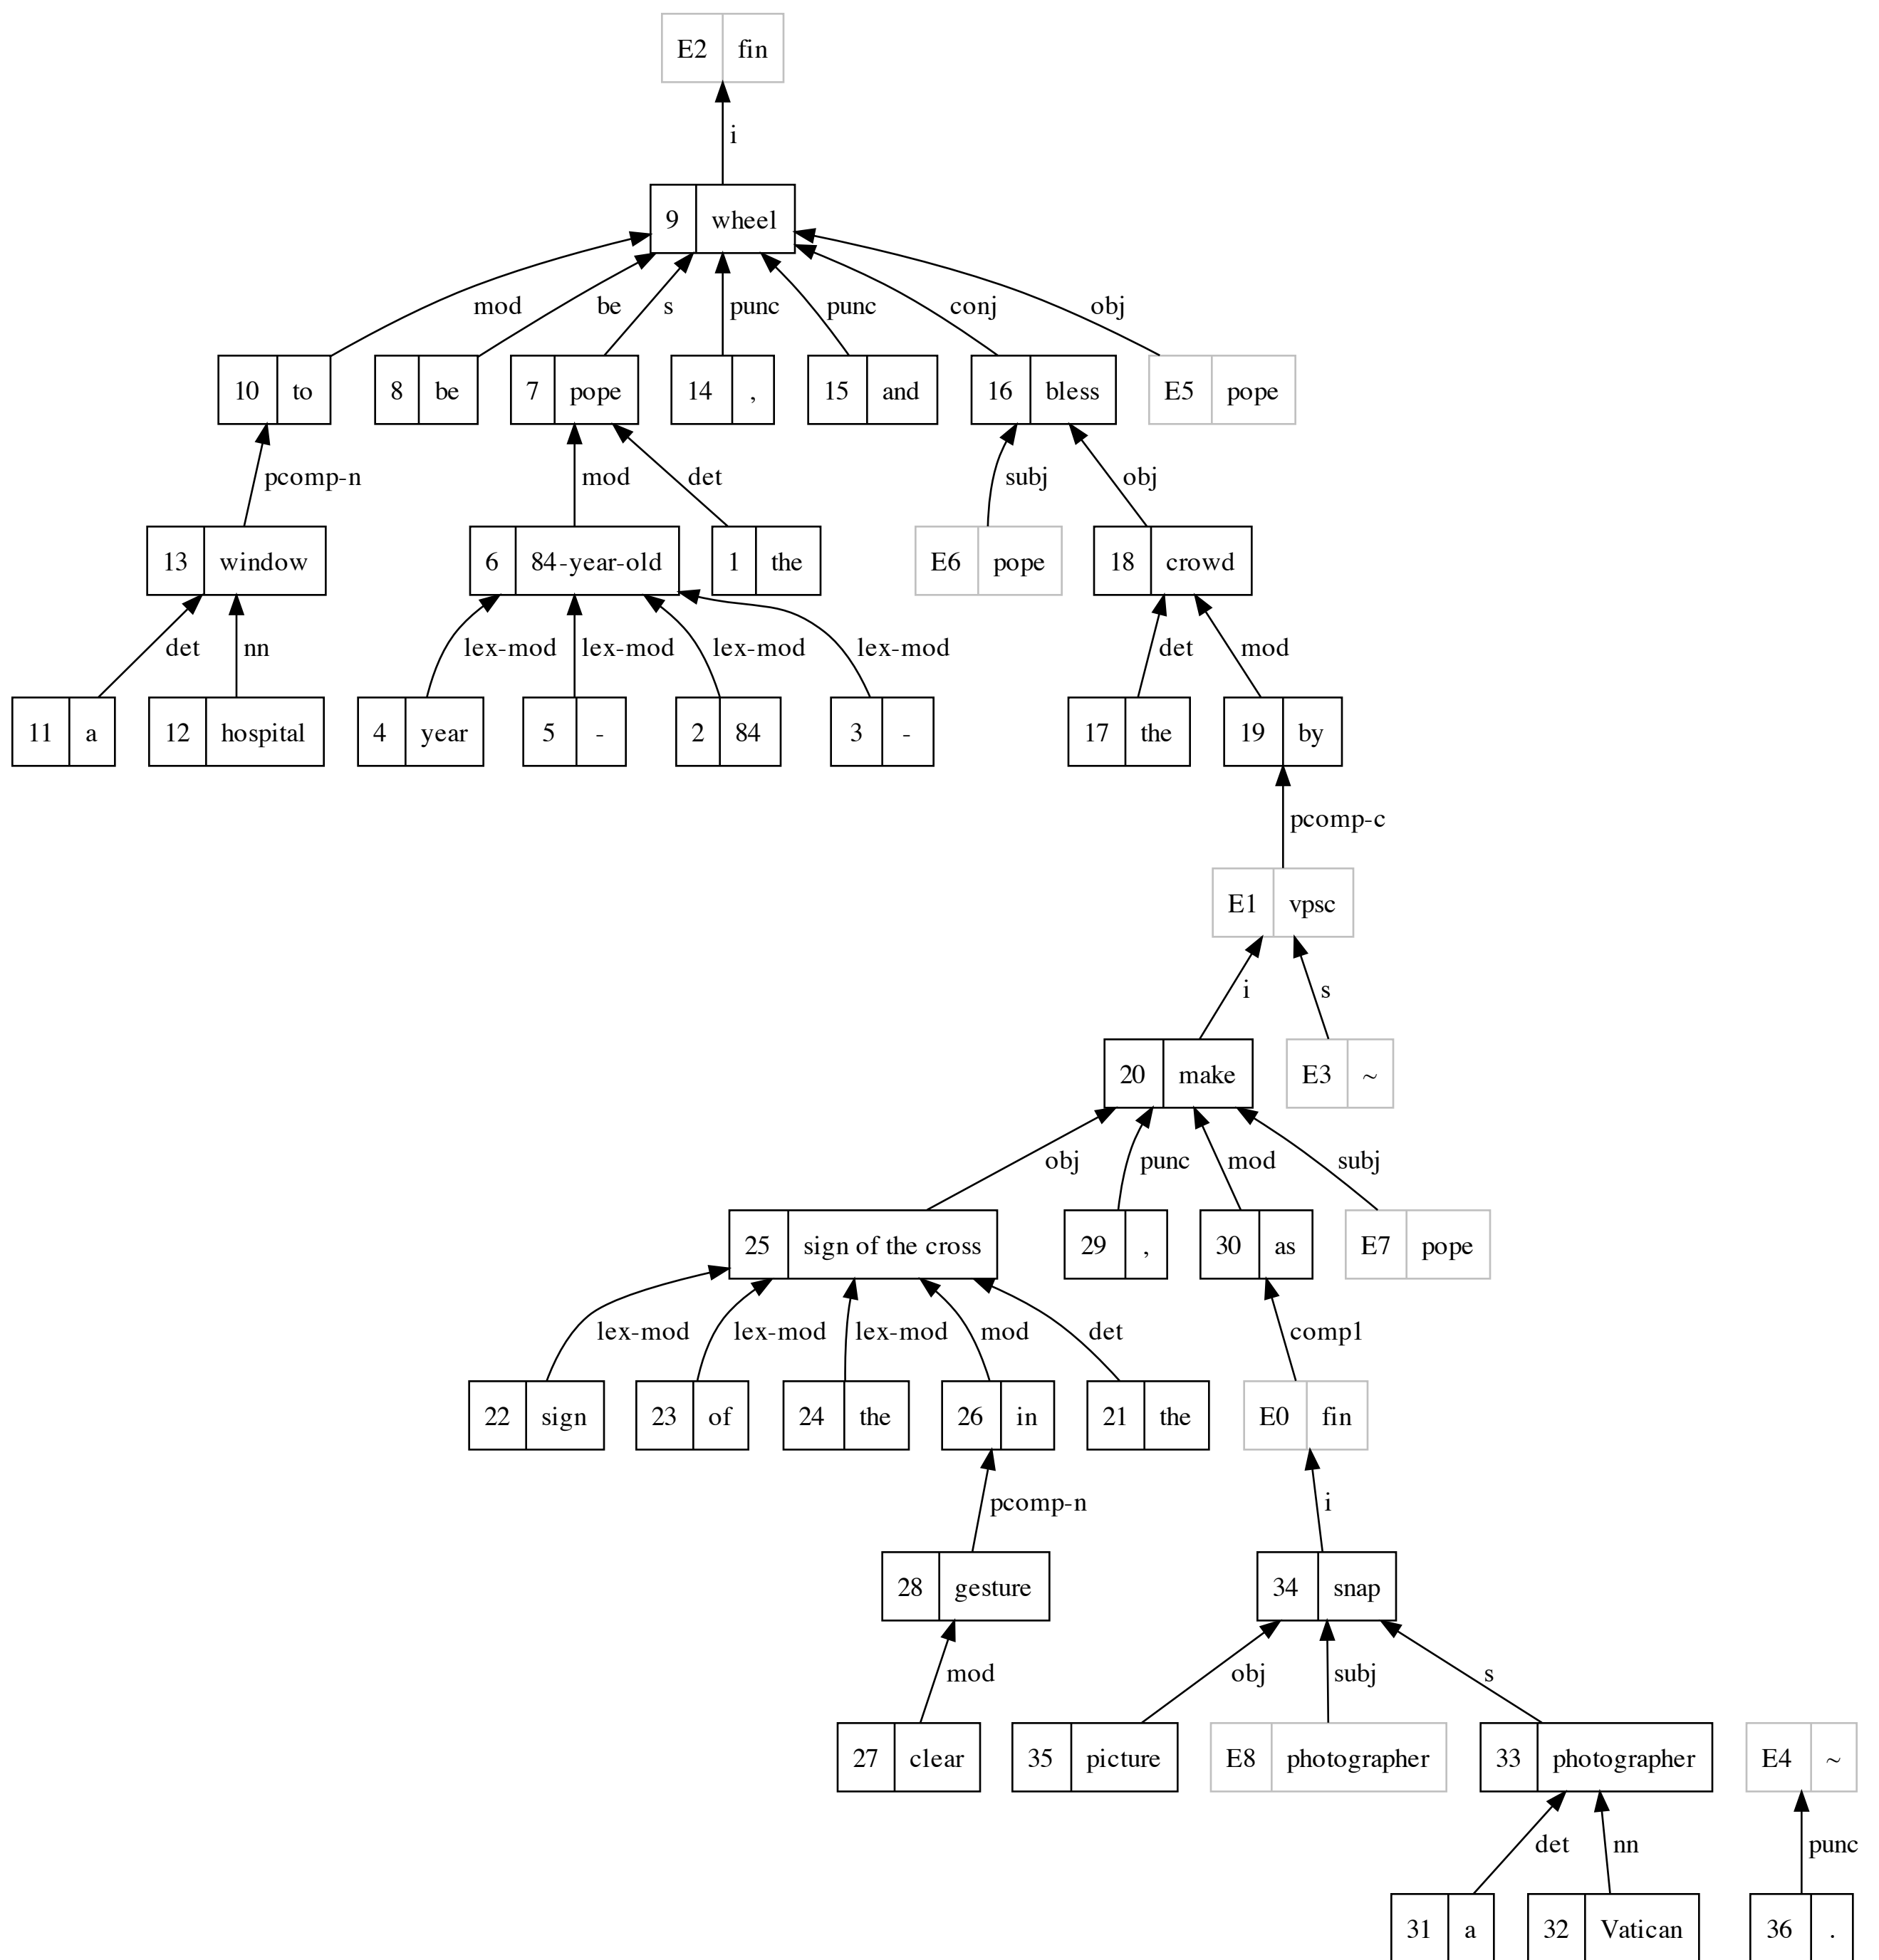 E2 fin
i
9 wheel
mod be s punc punc conj obj
10 to 8 be 7 pope 14 , 15 and 16 bless E5 pope
pcomp-n mod det subj obj
13 window 6 84-year-old 1 the E6 pope 18 crowd
det nn lex-mod lex-mod lex-mod lex-mod det mod
11 a 12 hospital 4 year 5 - 2 84 3 - 17 the 19 by
pcomp-c
E1 vpsc
i s
20 make E3 ~
obj punc mod subj
25 sign of the cross 29 , 30 as E7 pope
lex-mod lex-mod lex-mod mod det comp1
22 sign 23 of 24 the 26 in 21 the E0 fin
pcomp-n i
28 gesture 34 snap
mod obj subj s
27 clear 35 picture E8 photographer 33 photographer E4 ~
det nn punc
31 a 32 Vatican 36 .